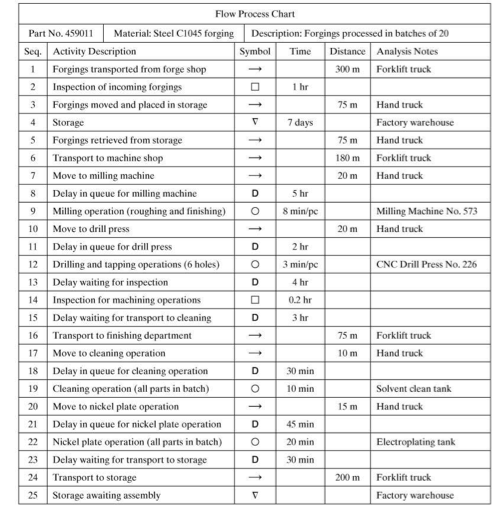 Flow Process Chart
Part No. 459011 Material: Steel C1045 forging Description: Forgings processed in batches of 20
Seq. Activity Description Symbol Time Distance Analysis Notes
1 Forgings transported from forge shop → 300 m Forklift truck
2 Inspection of incoming forgings □ 1 hr
3 Forgings moved and placed in storage → 75 m Hand truck
4 Storage ∇ 7 days Factory warehouse
5 Forgings retrieved from storage → 75 m Hand truck
6 Transport to machine shop → 180 m Forklift truck
7 Move to milling machine → 20 m Hand truck
8 Delay in queue for milling machine D 5 hr
9 Milling operation (roughing and finishing) ○ 8 min/pc Milling Machine No. 573
10 Move to drill press → 20 m Hand truck
11 Delay in queue for drill press D 2 hr
12 Drilling and tapping operations (6 holes) ○ 3 min/pc CNC Drill Press No. 226
13 Delay waiting for inspection D 4 hr
14 Inspection for machining operations □ 0.2 hr
15 Delay waiting for transport to cleaning D 3 hr
16 Transport to finishing department → 75 m Forklift truck
17 Move to cleaning operation → 10 m Hand truck
18 Delay in queue for cleaning operation D 30 min
19 Cleaning operation (all parts in batch) ○ 10 min Solvent clean tank
20 Move to nickel plate operation → 15 m Hand truck
21 Delay in queue for nickel plate operation D 45 min
22 Nickel plate operation (all parts in batch) ○ 20 min Electroplating tank
23 Delay waiting for transport to storage D 30 min
24 Transport to storage → 200 m Forklift truck
25 Storage awaiting assembly ∇ Factory warehouse